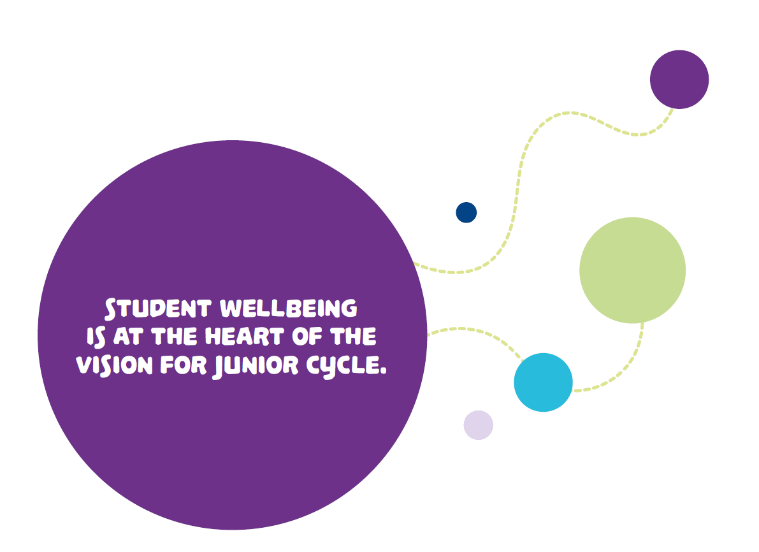 Student wellbeing
is at the heart of the
vision for Junior Cycle.